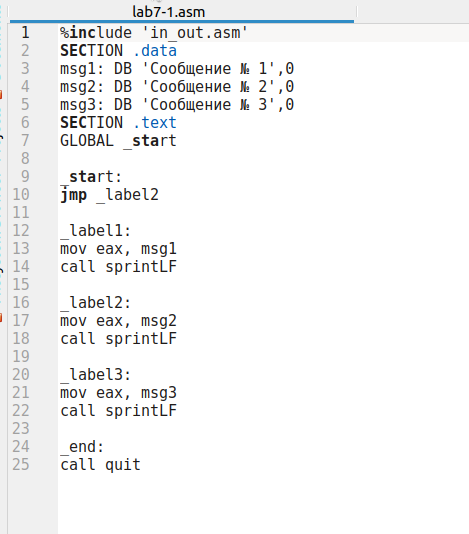 lab7-1.asm
1 %include 'in_out.asm'
2 SECTION .data
3 msg1: DB 'Сообщение № 1',0
4 msg2: DB 'Сообщение № 2',0
5 msg3: DB 'Сообщение № 3',0
6 SECTION .text
7 GLOBAL _start
8
9 _start:
10 jmp _label2
11
12 _label1:
13 mov eax, msg1
14 call sprintLF
15
16 _label2:
17 mov eax, msg2
18 call sprintLF
19
20 _label3:
21 mov eax, msg3
22 call sprintLF
23
24 _end:
25 call quit